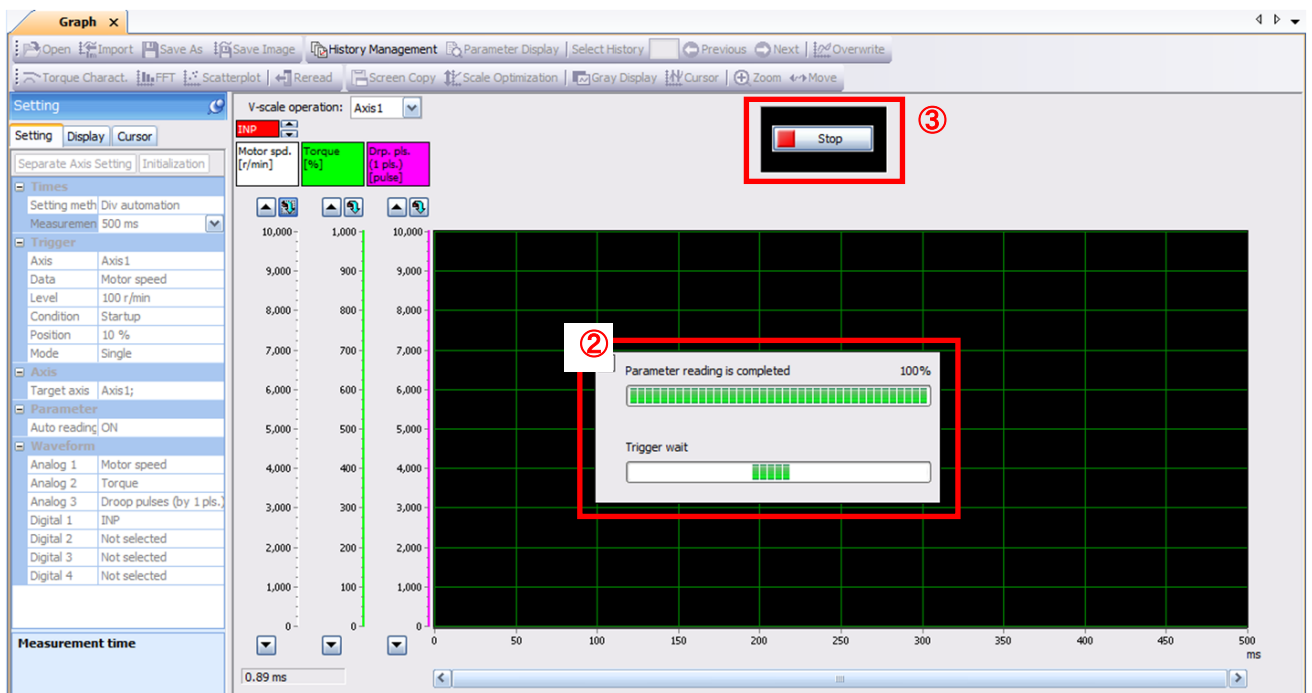 Graph
Open Import Save As Save Image History Management Parameter Display Select History Previous Next Overwrite
Torque Charact. FFT Scatterplot Reread Screen Copy Scale Optimization Gray Display Cursor Zoom Move
Setting
Setting Display Cursor
Separate Axis Setting Initialization
Times
Setting meth Div automation
Measuremen 500 ms
Trigger
Axis Axis1
Data Motor speed
Level 100 r/min
Condition Startup
Position 10 %
Mode Single
Axis
Target axis Axis1;
Parameter
Auto reading ON
Waveform
Analog 1 Motor speed
Analog 2 Torque
Analog 3 Droop pulses (by 1 pls.)
Digital 1 INP
Digital 2 Not selected
Digital 3 Not selected
Digital 4 Not selected
Measurement time
V-scale operation: Axis1
INP
Motor spd. Torque Drp. pls.
[r/min] [%] (1 pls.)
[pulse]
③
Stop
10,000 1,000 10,000
9,000 900 9,000
8,000 800 8,000
7,000 700 7,000
6,000 600 6,000
5,000 500 5,000
4,000 400 4,000
3,000 300 3,000
2,000 200 2,000
1,000 100 1,000
0 0 0
②
Parameter reading is completed 100%
Trigger wait
0 50 100 150 200 250 300 350 400 450 500
ms
0.89 ms